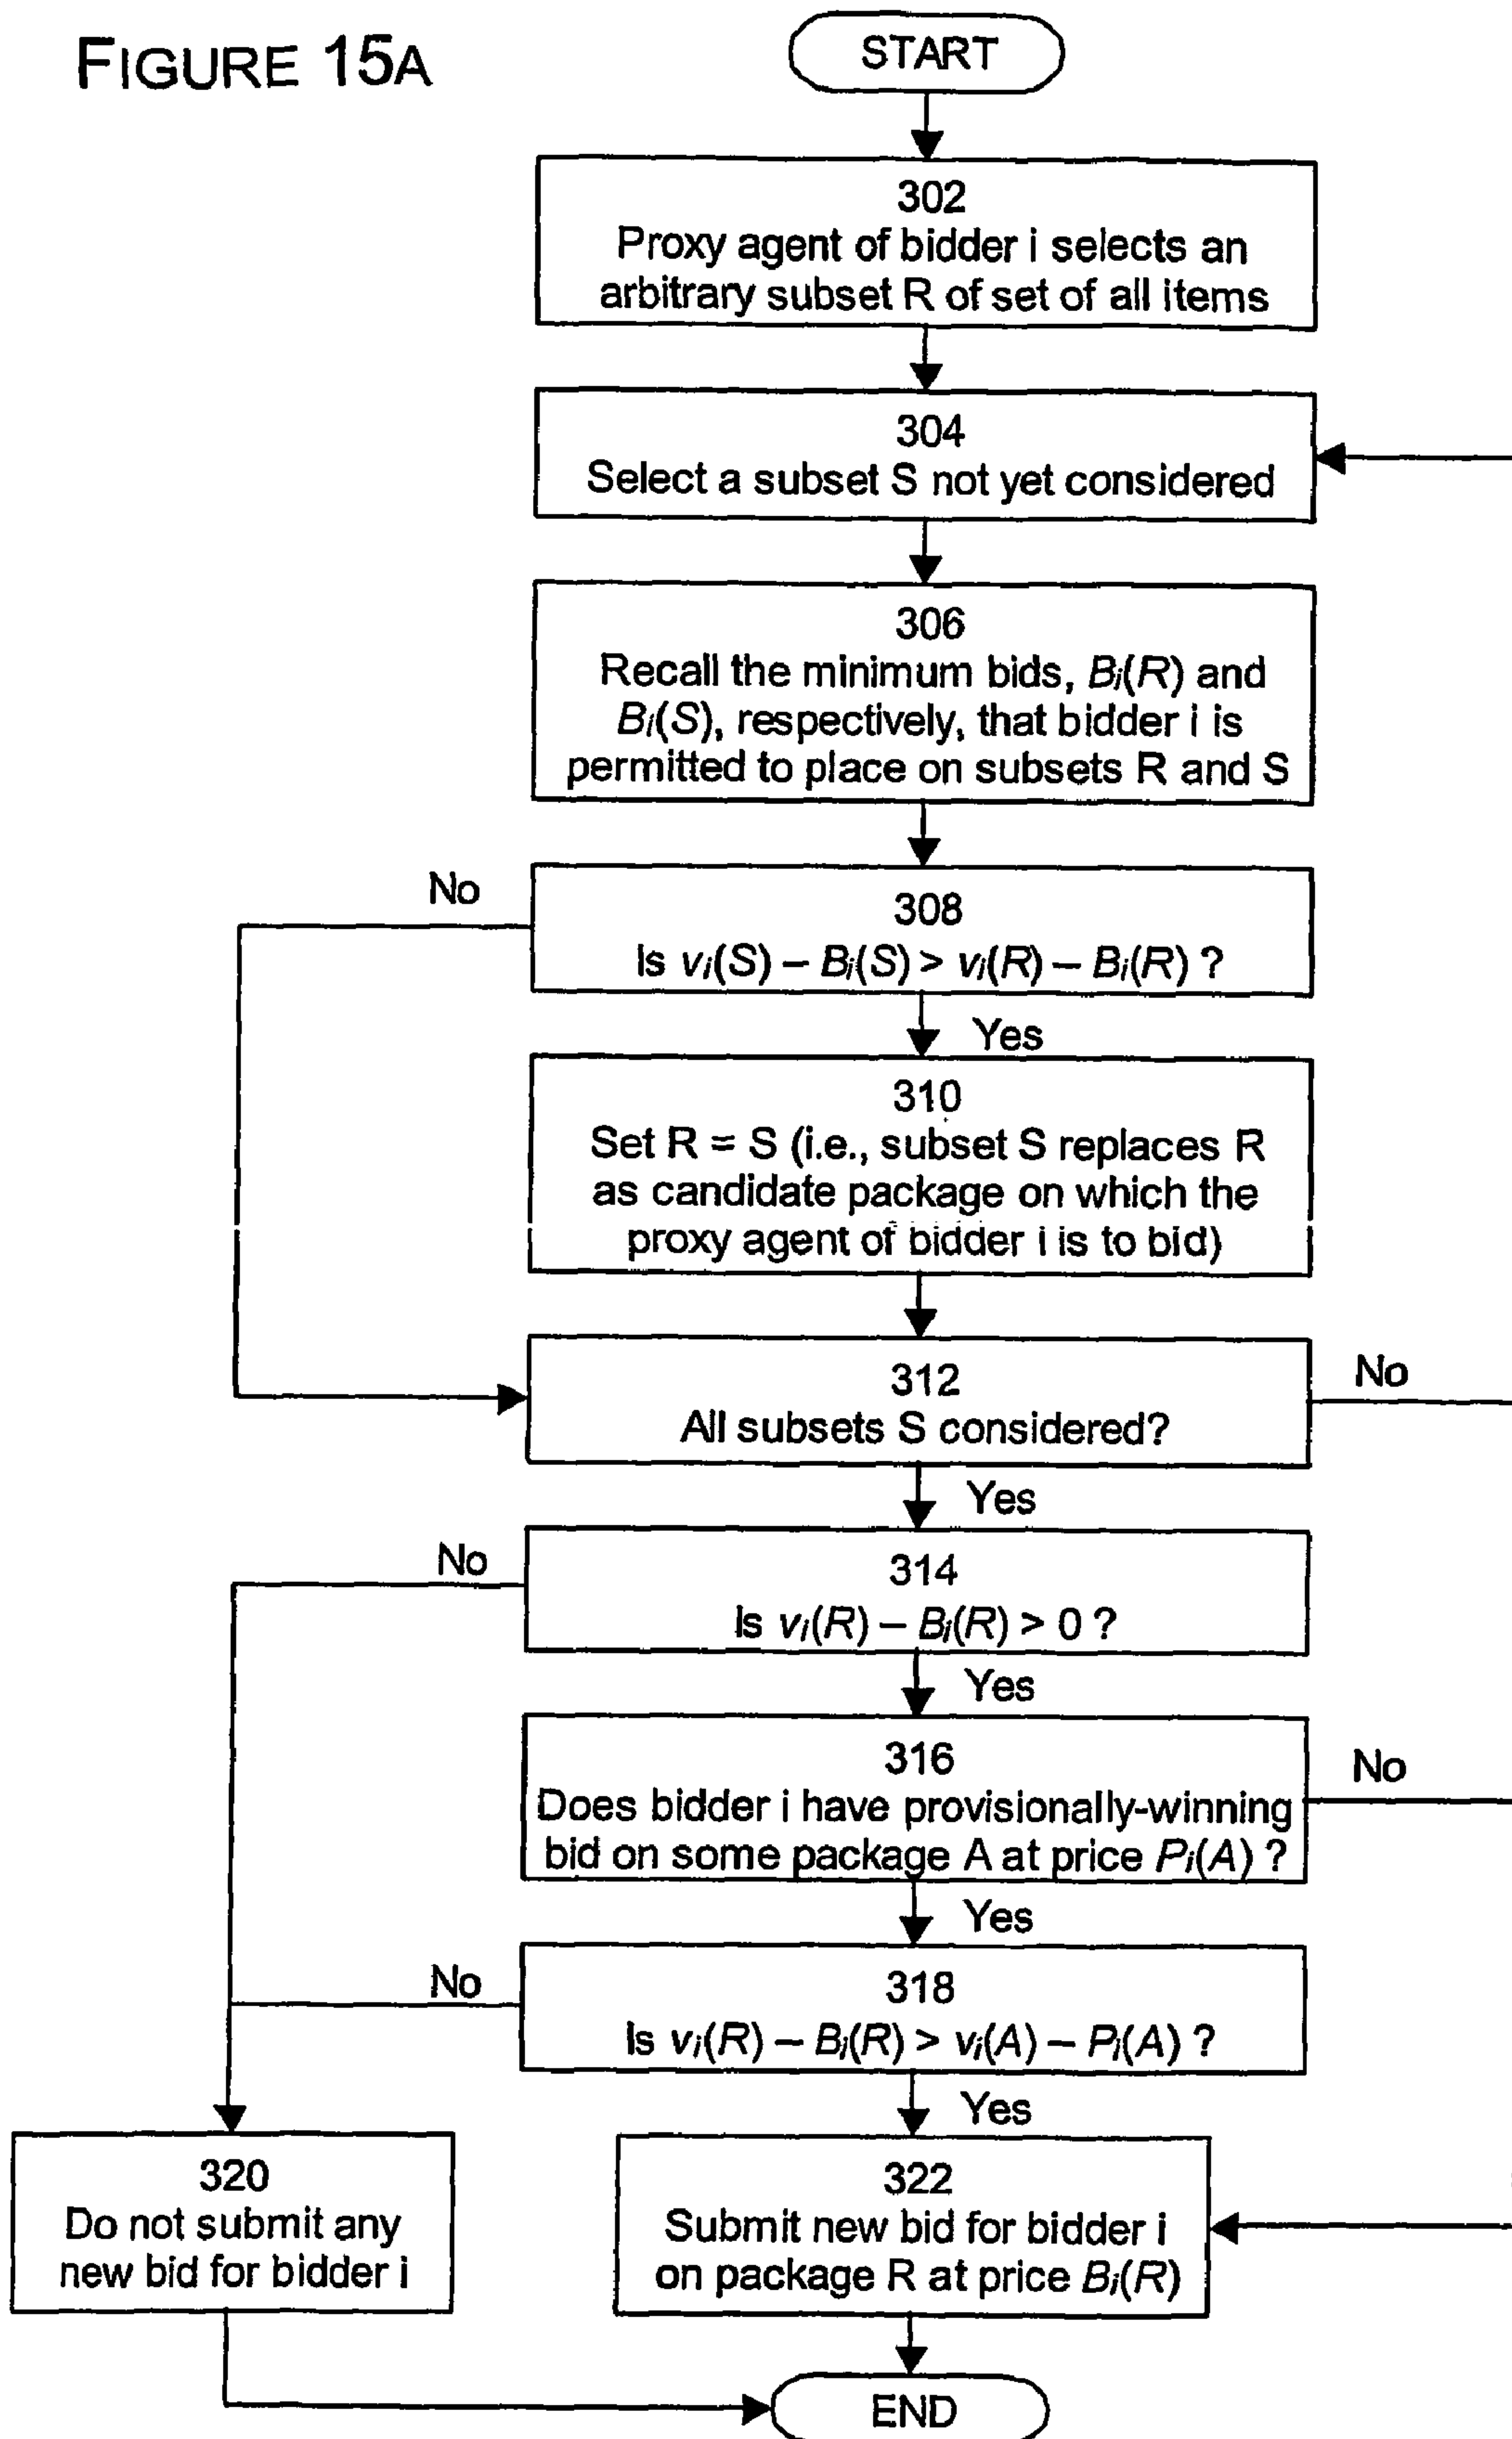 FIGURE 15A
START
302
Proxy agent of bidder i selects an
arbitrary subset R of set of all items
304
Select a subset S not yet considered
306
Recall the minimum bids, Bi(R) and
Bi(S), respectively, that bidder i is
permitted to place on subsets R and S
No
308
Is vi(S) – Bi(S) > vi(R) – Bi(R) ?
Yes
310
Set R = S (i.e., subset S replaces R
as candidate package on which the
proxy agent of bidder i is to bid)
312
All subsets S considered?
No
Yes
No
314
Is vi(R) – Bi(R) > 0 ?
Yes
316
Does bidder i have provisionally-winning
bid on some package A at price Pi(A) ?
No
Yes
No
318
Is vi(R) – Bi(R) > vi(A) – Pi(A) ?
Yes
320
Do not submit any
new bid for bidder i
322
Submit new bid for bidder i
on package R at price Bi(R)
END